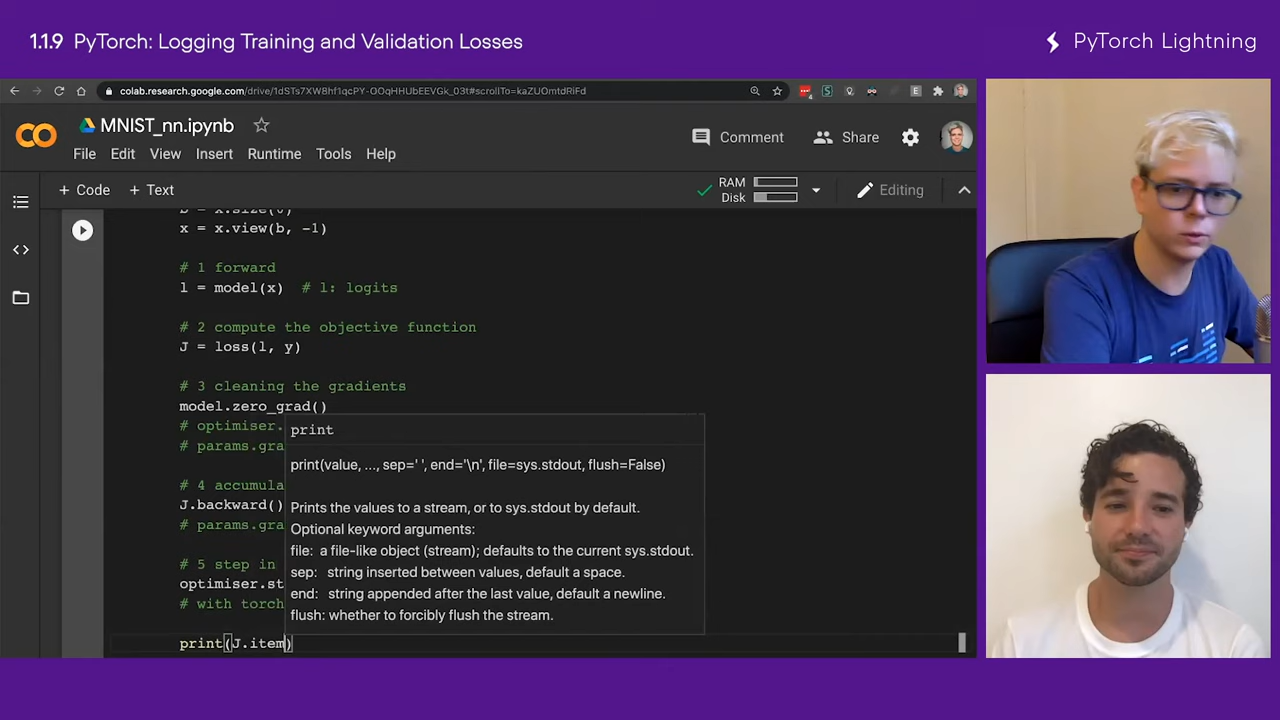 1.1.9 PyTorch: Logging Training and Validation Losses
PyTorch Lightning
colab.research.google.com/drive/1dSTs7XW8hf1qcPY-OOqHHUbEEVGk_03t#scrollTo=kaZUOmtdRiFd
MNIST_nn.ipynb
Comment
Share
File Edit View Insert Runtime Tools Help
+ Code + Text
RAM
Disk
Editing
b = x.size(0)
x = x.view(b, -1)
# 1 forward
l = model(x)  # l: logits
# 2 compute the objective function
J = loss(l, y)
# 3 cleaning the gradients
model.zero_grad()
# optimiser.
# params.gra
# 4 accumula
J.backward()
# params.gra
# 5 step in
optimiser.st
# with torch
print(J.item)
print
print(value, ..., sep=' ', end='\n', file=sys.stdout, flush=False)
Prints the values to a stream, or to sys.stdout by default.
Optional keyword arguments:
file: a file-like object (stream); defaults to the current sys.stdout.
sep: string inserted between values, default a space.
end: string appended after the last value, default a newline.
flush: whether to forcibly flush the stream.